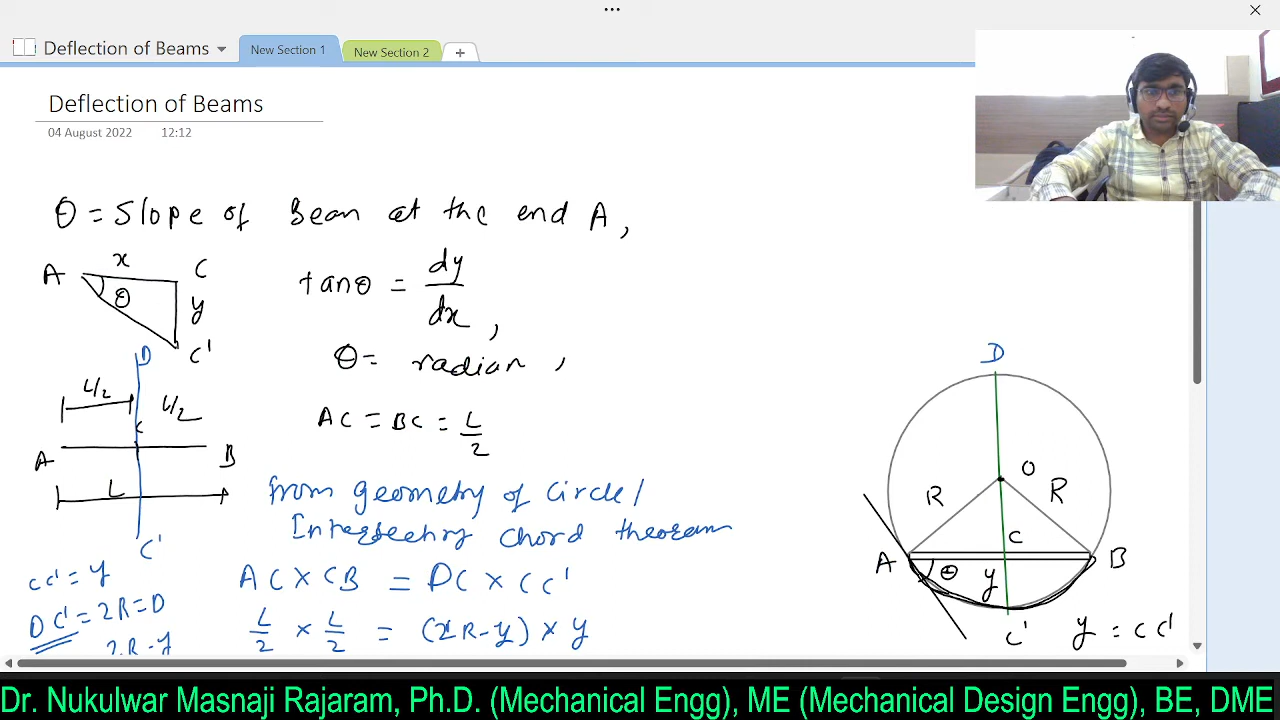 Deflection of Beams
New Section 1
New Section 2
Deflection of Beams
04 August 2022 12:12
θ = Slope of Beam at the end A,
A x C
θ y
C'
tanθ = dy/dx,
θ = radian,
D
L/2 L/2
C
A B
L
C'
AC = BC = L/2
from geometry of circle/
Intersecting chord theorem
CC' = y
DC' = 2R = D
2R-y
AC × CB = DC × CC'
L/2 × L/2 = (2R-y) × y
D
O
R R
C
A θ y B
C'
y = CC'
Dr. Nukulwar Masnaji Rajaram, Ph.D. (Mechanical Engg), ME (Mechanical Design Engg), BE, DME